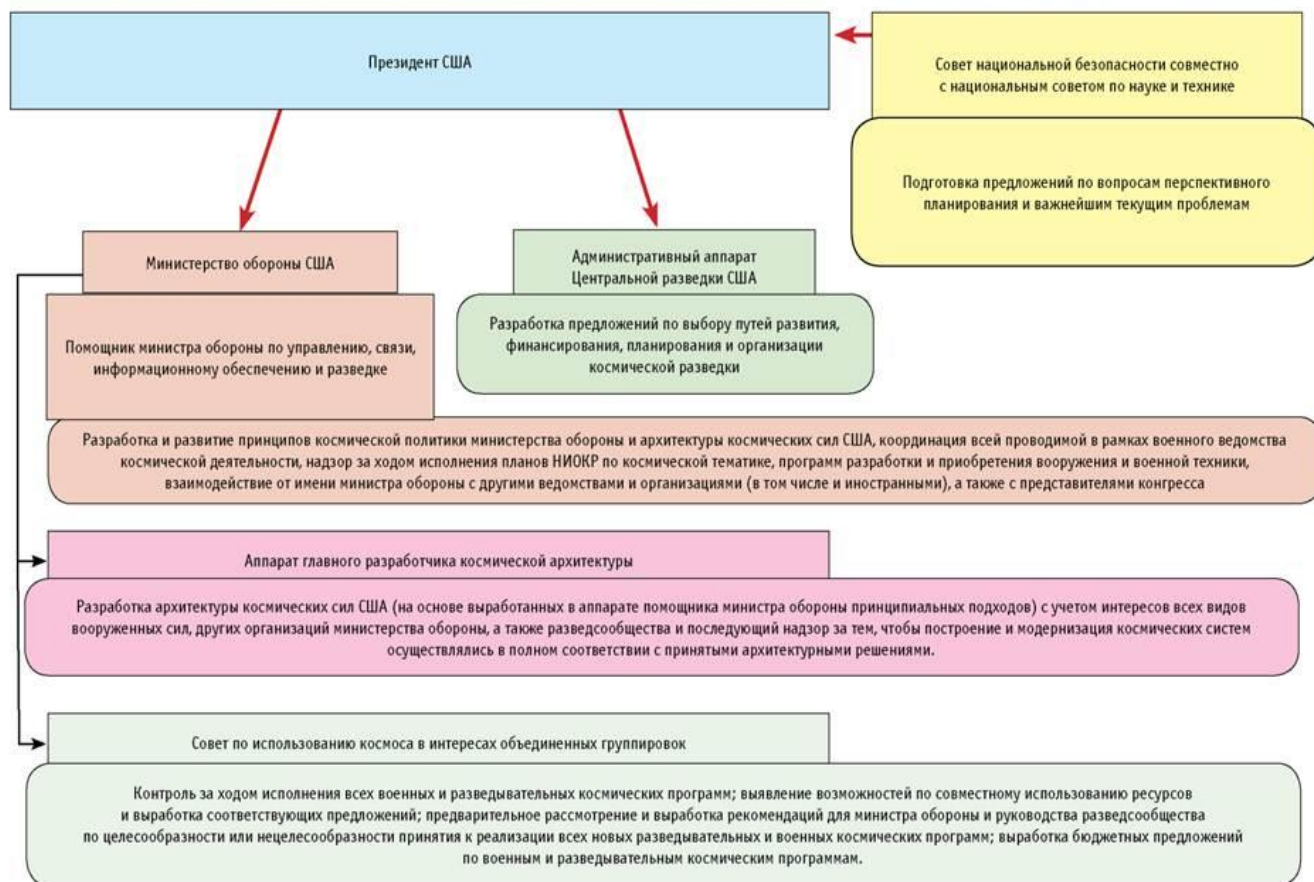 Президент США
Совет национальной безопасности совместно
с национальным советом по науке и технике
Подготовка предложений по вопросам перспективного
планирования и важнейшим текущим проблемам
Министерство обороны США
Административный аппарат
Центральной разведки США
Помощник министра обороны по управлению, связи,
информационному обеспечению и разведке
Разработка предложений по выбору путей развития,
финансирования, планирования и организации
космической разведки
Разработка и развитие принципов космической политики министерства обороны и архитектуры космических сил США, координация всей проводимой в рамках военного ведомства
космической деятельности, надзор за ходом исполнения планов НИОКР по космической тематике, программ разработки и приобретения вооружения и военной техники,
взаимодействие от имени министра обороны с другими ведомствами и организациями (в том числе и иностранными), а также с представителями конгресса
Аппарат главного разработчика космической архитектуры
Разработка архитектуры космических сил США (на основе выработанных в аппарате помощника министра обороны принципиальных подходов) с учетом интересов всех видов
вооруженных сил, других организаций министерства обороны, а также разведсообщества и последующий надзор за тем, чтобы построение и модернизация космических систем
осуществлялись в полном соответствии с принятыми архитектурными решениями.
Совет по использованию космоса в интересах объединенных группировок
Контроль за ходом исполнения всех военных и разведывательных космических программ; выявление возможностей по совместному использованию ресурсов
и выработка соответствующих предложений; предварительное рассмотрение и выработка рекомендаций для министра обороны и руководства разведсообщества
по целесообразности или нецелесообразности принятия к реализации всех новых разведывательных и военных космических программ; выработка бюджетных предложений
по военным и разведывательным космическим программам.